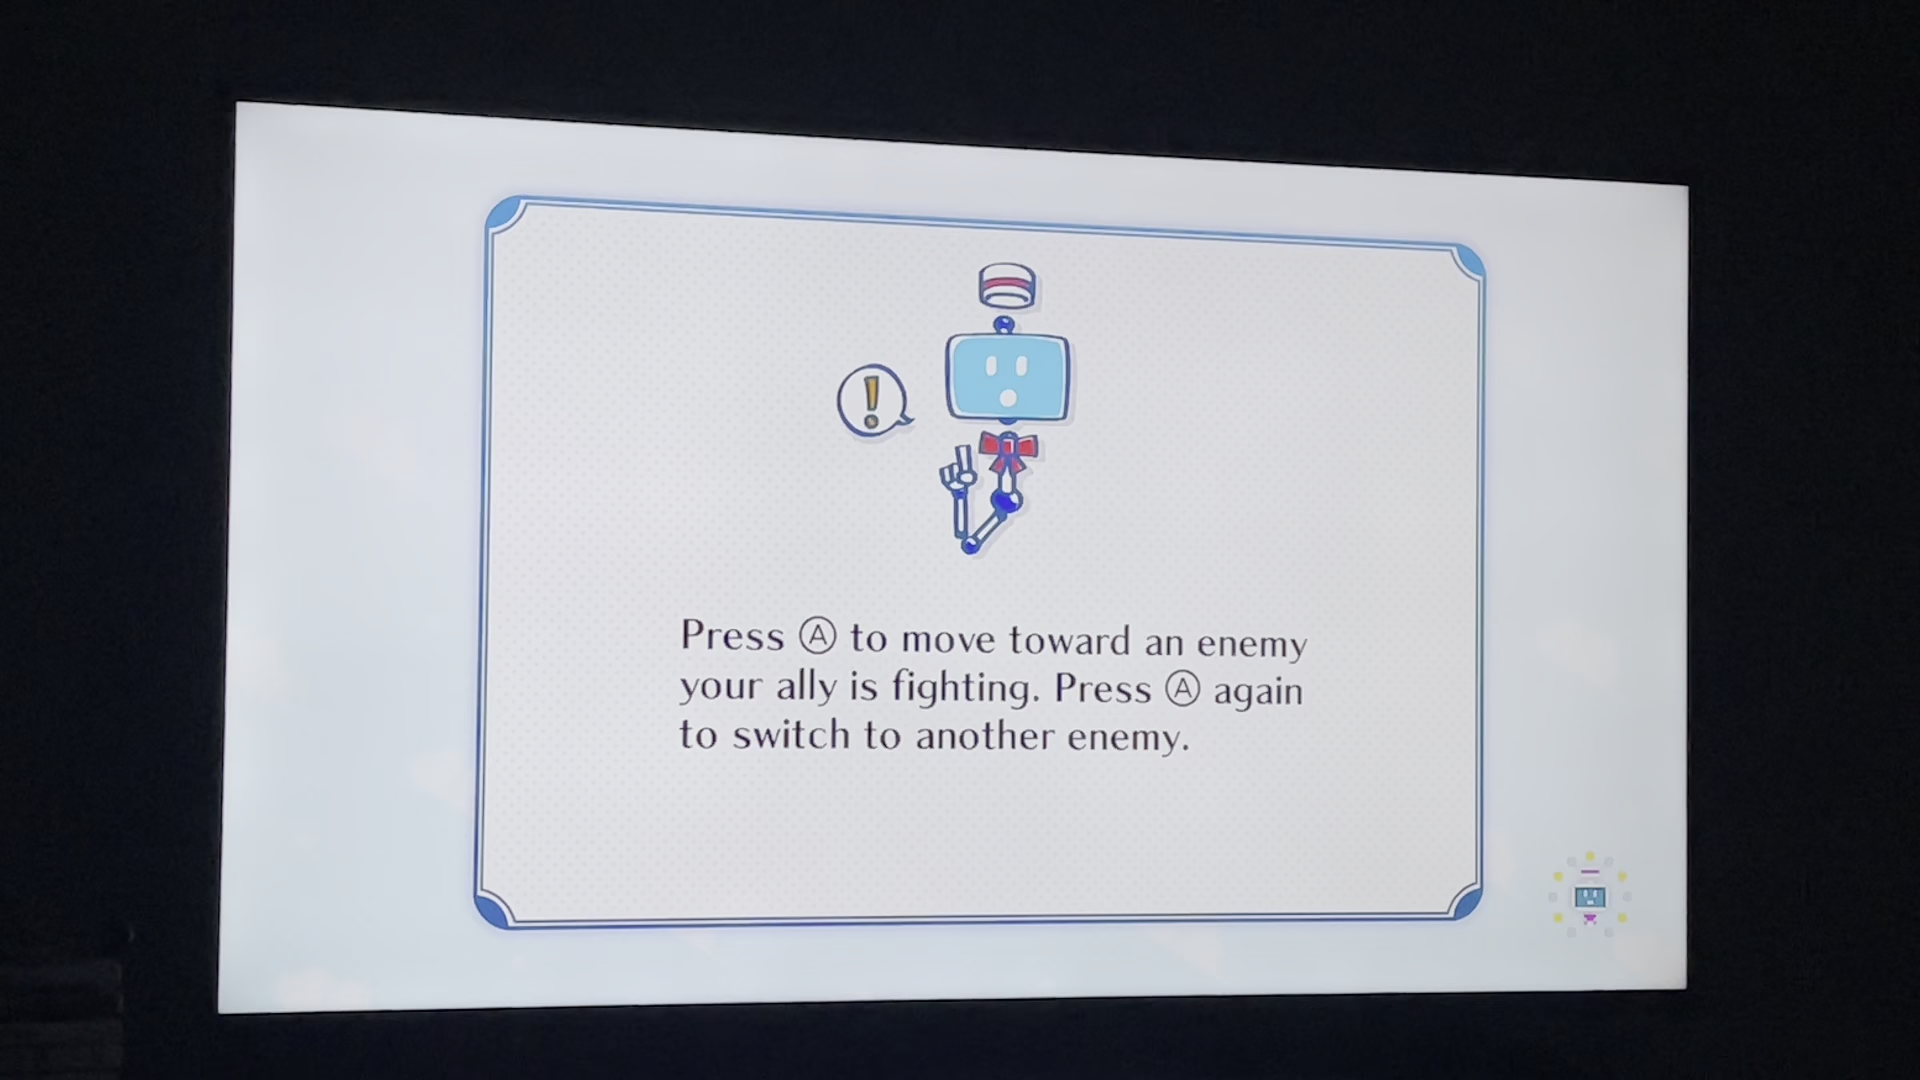 !
Press Ⓐ to move toward an enemy
your ally is fighting. Press Ⓐ again
to switch to another enemy.